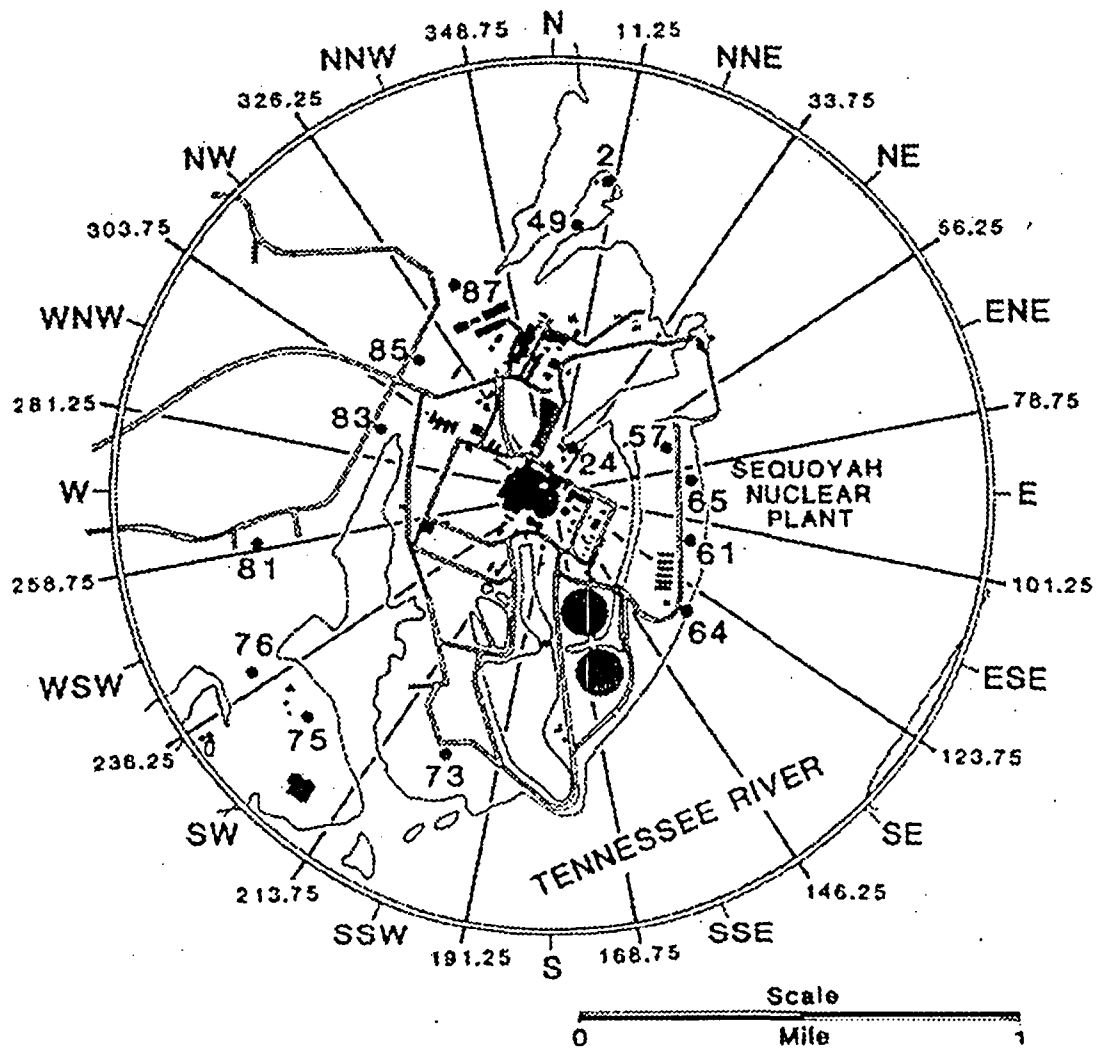 N
348.75
11.25
NNW
NNE
326.25
33.75
NW
NE
2
49
303.75
56.25
87
WNW
ENE
85
281.25
78.75
83
57
724
SEQUOYAH
NUCLEAR
PLANT
W
E
65
61
81
258.75
101.25
64
76
WSW
ESE
75
73
236.25
123.75
TENNESSEE RIVER
SW
SE
213.75
146.25
SSW
SSE
191.25
168.75
S
Scale
0
Mile
1